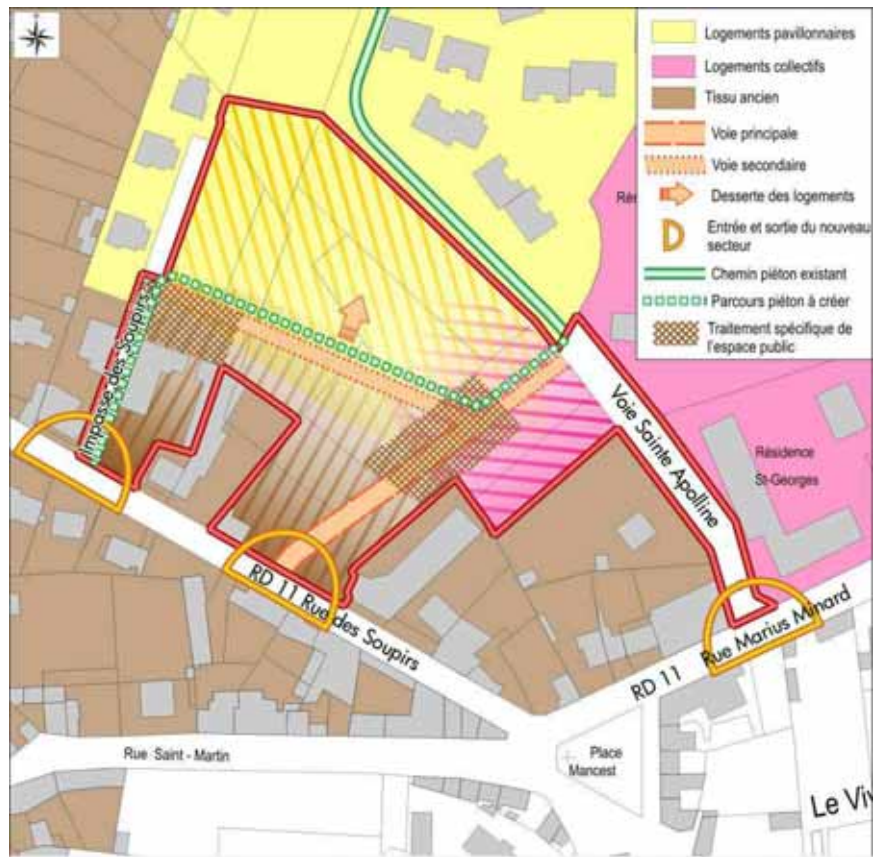 Logements pavillonnaires
Logements collectifs
Tissu ancien
Voie principale
Voie secondaire
Desserte des logements
Entrée et sortie du nouveau
secteur
Chemin piéton existant
Parcours piéton à créer
Traitement spécifique de
l'espace public
Impasse des Soupirs
Voie Sainte Apolline
Résidence
St-Georges
RD 11 Rue des Soupirs
RD 11 Rue Marius Minard
Rue Saint - Martin
Place
Mancest
Le Viv